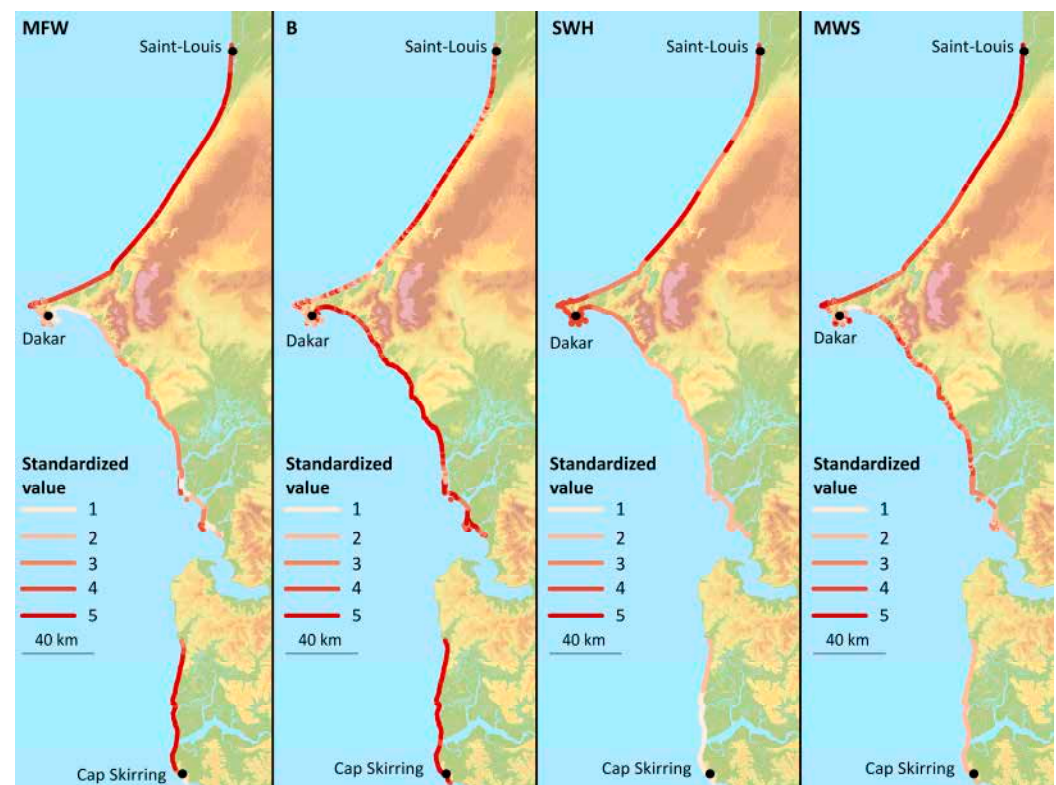 MFW
Saint-Louis
Dakar
Standardized
value
1
2
3
4
5
40 km
Cap Skirring
B
Saint-Louis
Dakar
Standardized
value
1
2
3
4
5
40 km
Cap Skirring
SWH
Saint-Louis
Dakar
Standardized
value
1
2
3
4
5
40 km
Cap Skirring
MWS
Saint-Louis
Dakar
Standardized
value
1
2
3
4
5
40 km
Cap Skirring